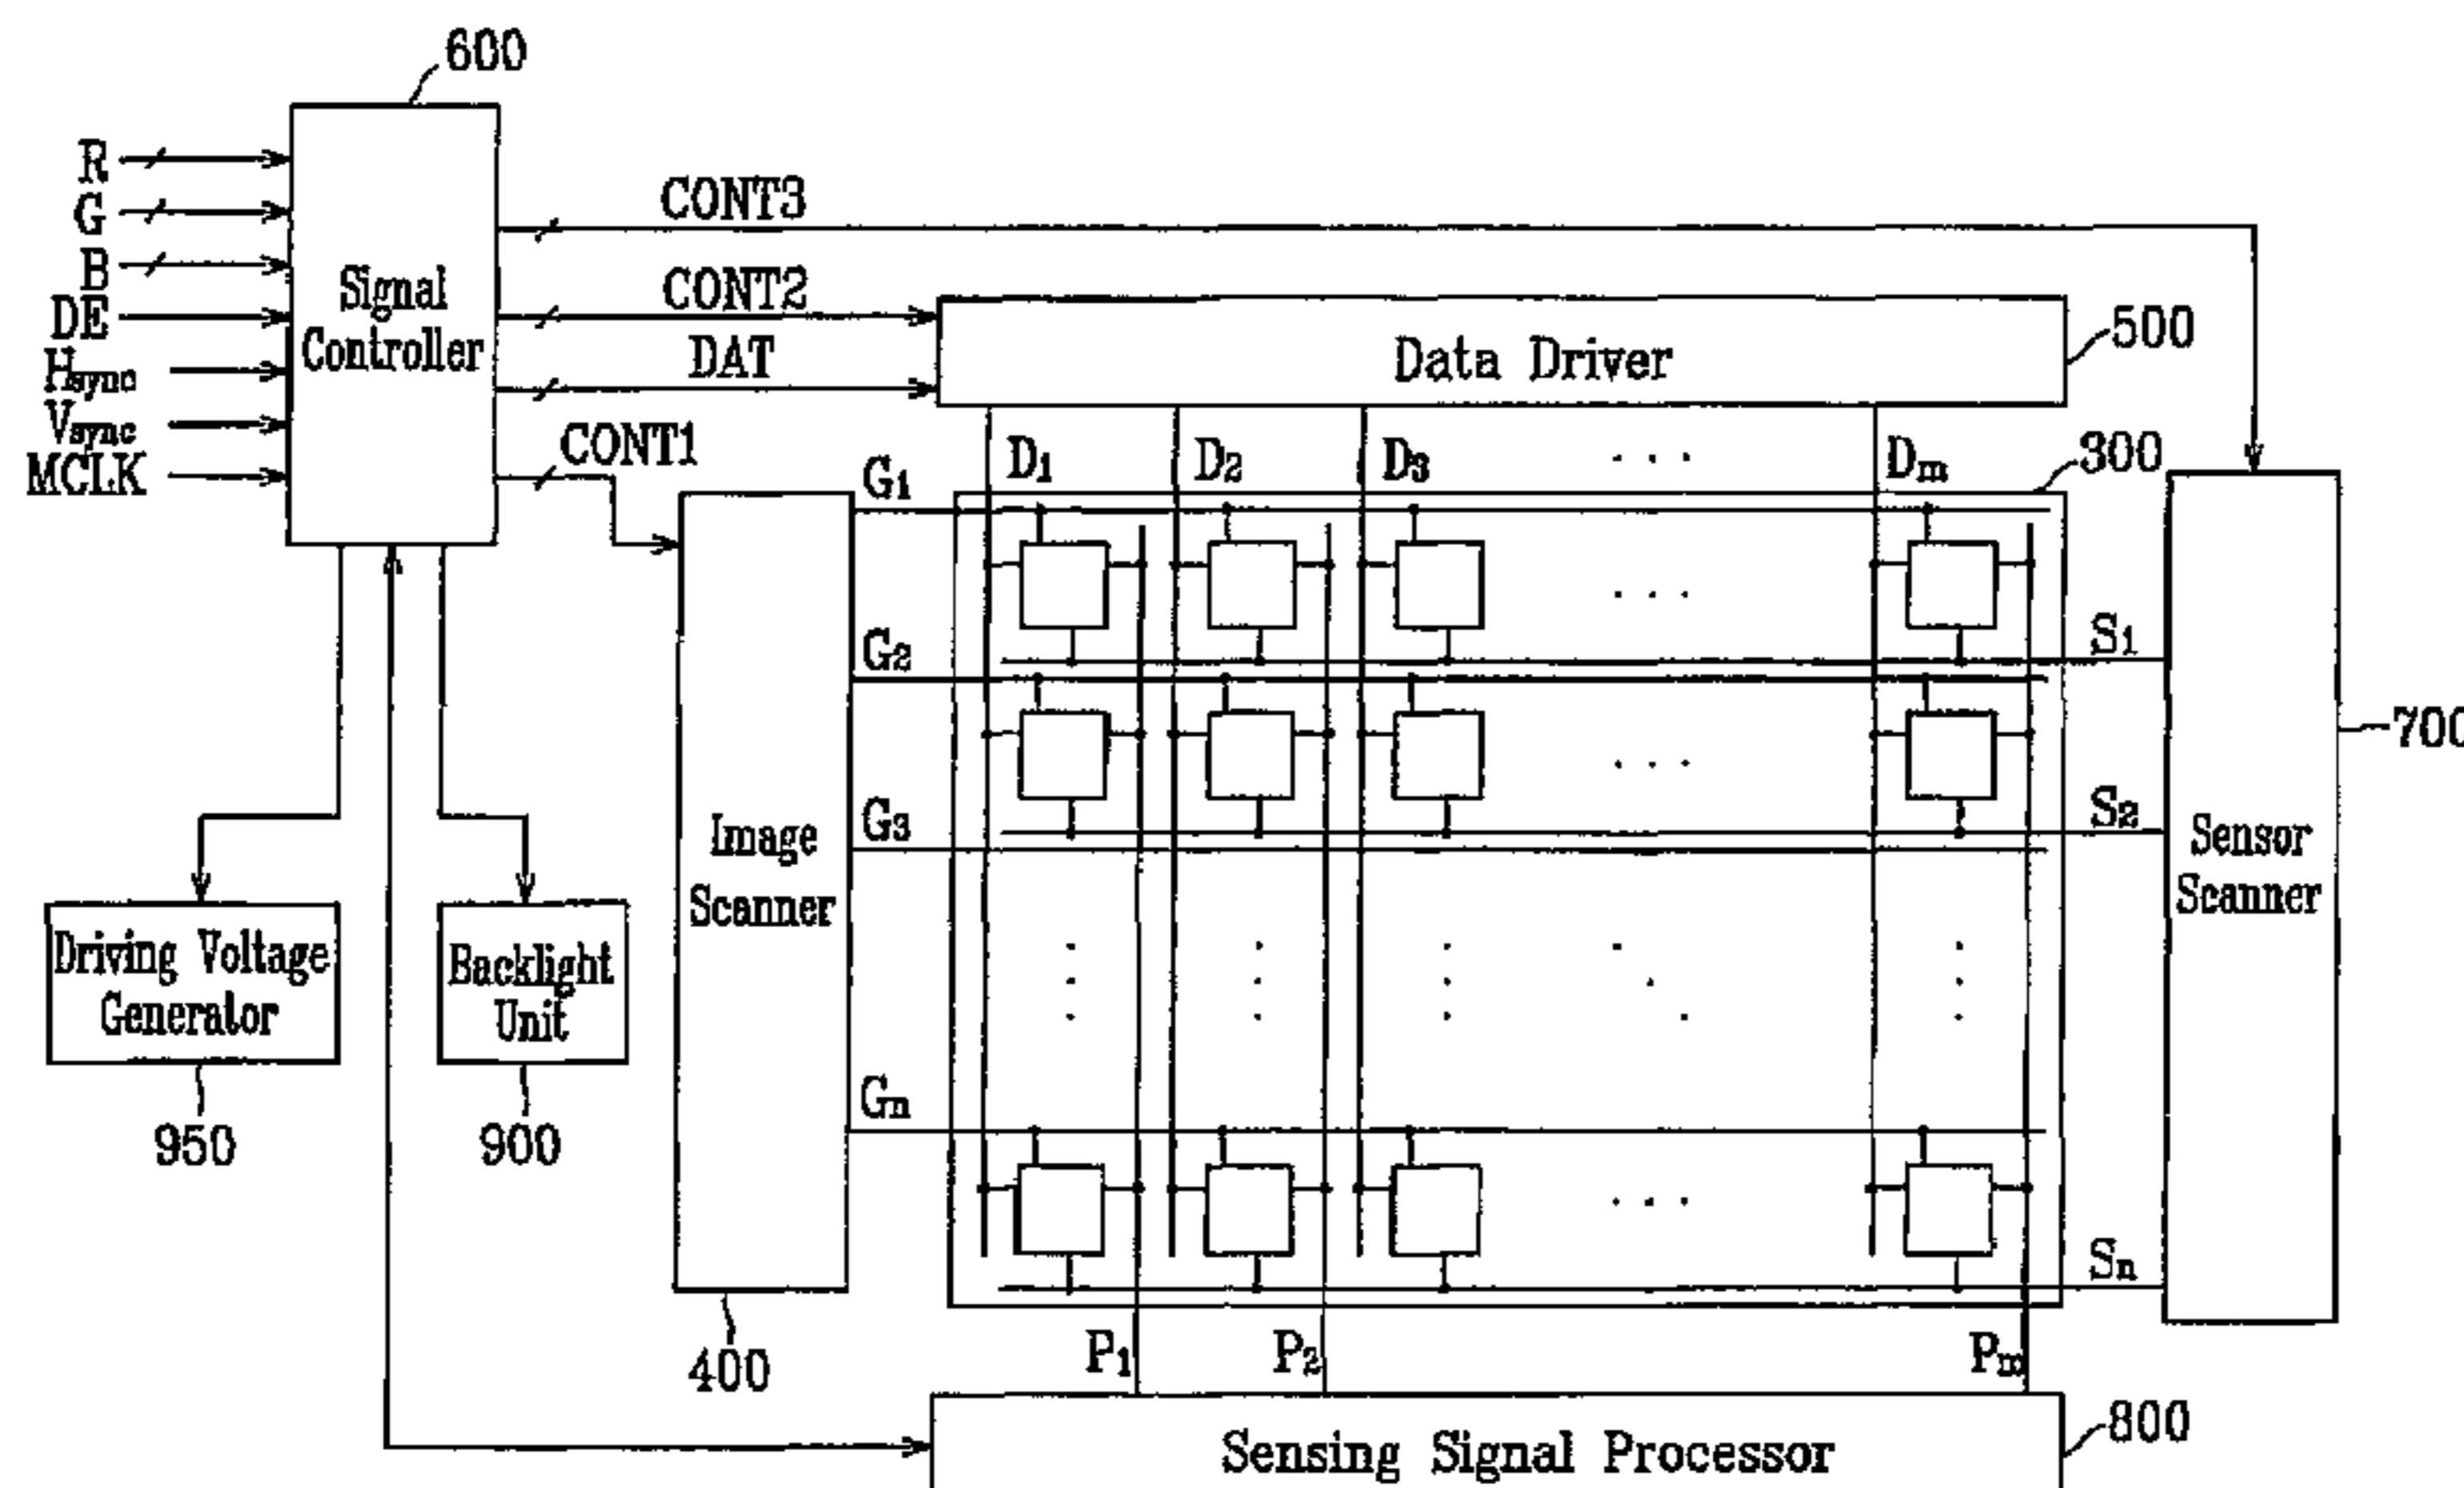 600
R
G
B
DE
Hsync
Vsync
MCLK
Signal
Controller
CONT3
CONT2
DAT
CONT1
Data Driver
500
300
G1
D1
D2
D3
. . .
Dm
G2
S1
700
G3
S2
Image
Scanner
Sensor
Scanner
Driving Voltage
Generator
Backlight
Unit
950
900
Gn
Sn
400
P1
P2
Pm
800
Sensing Signal Processor